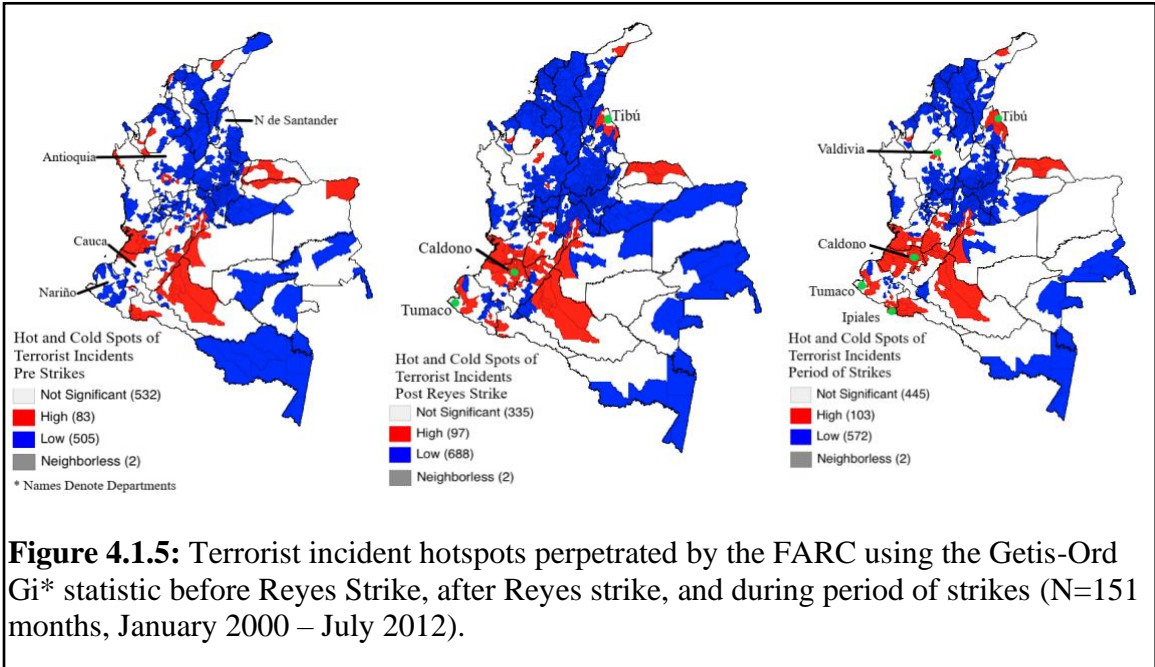 N de Santander
Antioquia
Cauca
Nariño
Hot and Cold Spots of
Terrorist Incidents
Pre Strikes
Not Significant (532)
High (83)
Low (505)
Neighborless (2)
* Names Denote Departments
Tibú
Caldono
Tumaco
Hot and Cold Spots of
Terrorist Incidents
Post Reyes Strike
Not Significant (335)
High (97)
Low (688)
Neighborless (2)
Tibú
Valdivia
Caldono
Tumaco
Ipiales
Hot and Cold Spots of
Terrorist Incidents
Period of Strikes
Not Significant (445)
High (103)
Low (572)
Neighborless (2)
Figure 4.1.5: Terrorist incident hotspots perpetrated by the FARC using the Getis-Ord
Gi* statistic before Reyes Strike, after Reyes strike, and during period of strikes (N=151
months, January 2000 – July 2012).